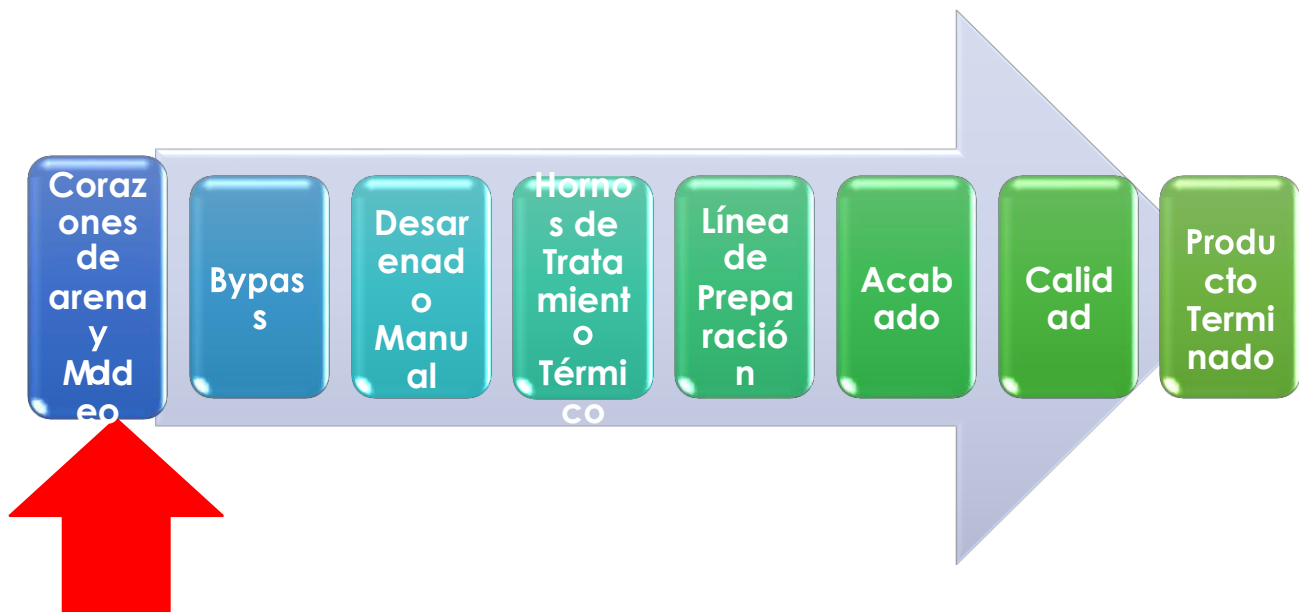 Coraz
ones
de
arena
y
Mdd
eo
Bypas
s
Desar
enad
o
Manu
al
Horno
s de
Trata
mient
o
Térmi
co
Línea
de
Prepa
ració
n
Acab
ado
Calid
ad
Produ
cto
Termi
nado